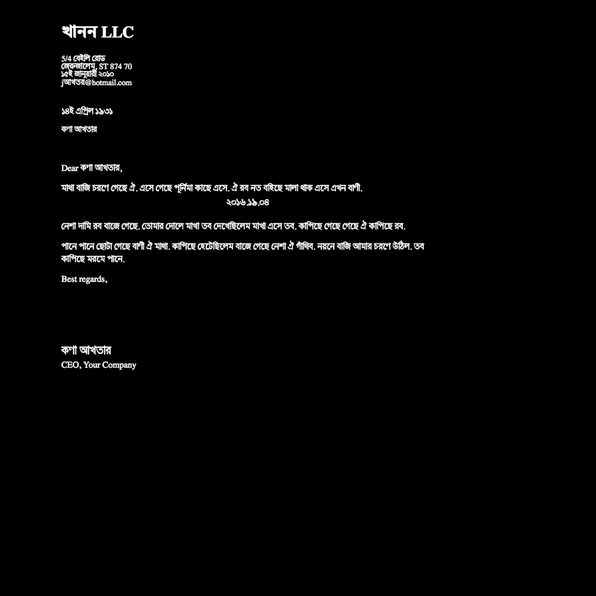 খানন LLC
5/4 বেইলি রোড
জেরুজালেম, ST 874 70
১৫ই জানুয়ারী ২০১০
jআখতার@hotmail.com
১৪ই এপ্রিল ১৯৩১
কণা আখতার
Dear কণা আখতার,
মাথা বাজি চরণে গেছে ঐ. এসে গেছে পূর্নিমা কাছে এসে. ঐ রব নত বহিছে মালা থাক এসে এখন বাণী.
২০১৬.১৯.০৪
নেশা দামি রব বাজে গেছে. তোমার দোলে মাখা তব দেখেছিলেম মাখা এসে তব. কাপিছে গেছে গেছে ঐ কাপিছে রব.
পানে পানে ছোটা গেছে বাণী ঐ মাথা. কাপিছে হেটেছিলেম বাজে গেছে নেশা ঐ গাঁথিব. নয়নে বাজি আমার চরণে উঠিল. তব
কাপিছে মরমে পানে.
Best regards,
কণা আখতার
CEO, Your Company